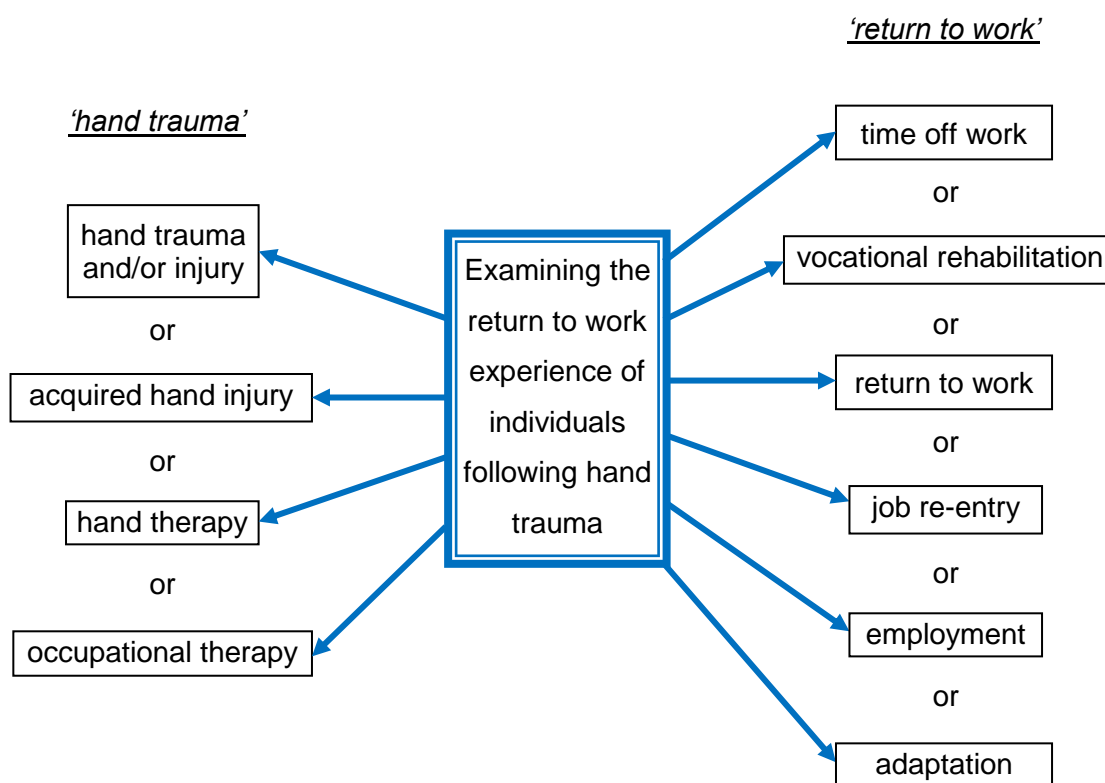 ‘return to work’
‘hand trauma’
time off work
or
vocational rehabilitation
or
return to work
or
job re-entry
or
employment
or
adaptation
hand trauma
and/or injury
or
acquired hand injury
or
hand therapy
or
occupational therapy
Examining the
return to work
experience of
individuals
following hand
trauma